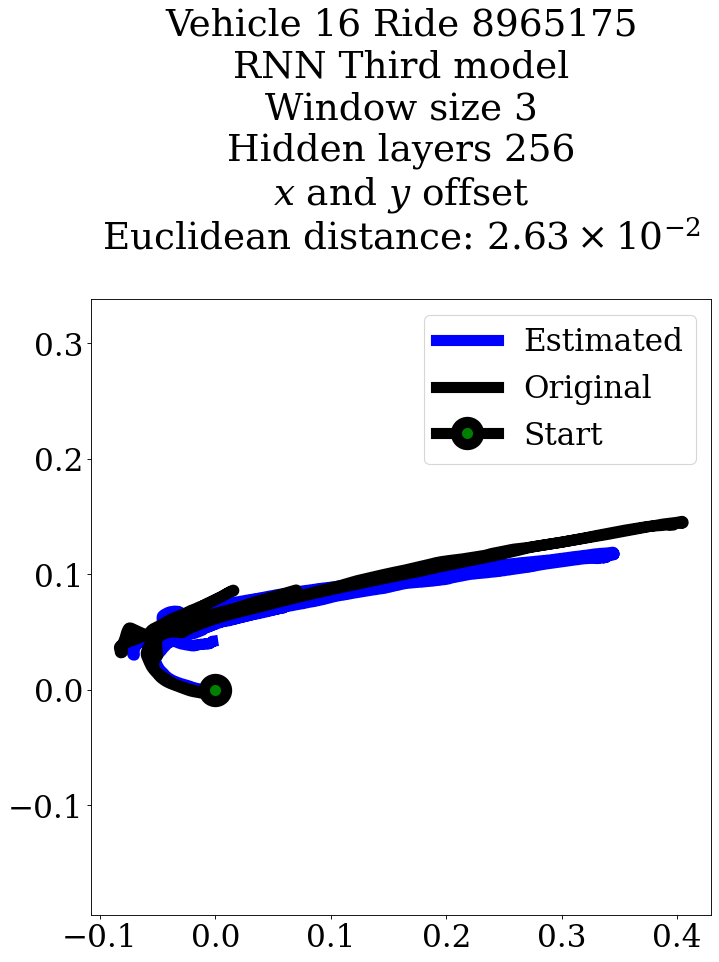 Vehicle 16 Ride 8965175
RNN Third model
Window size 3
Hidden layers 256
x and y offset
Euclidean distance: 2.63 × 10⁻²
Estimated
Original
Start
0.3
0.2
0.1
0.0
−0.1
−0.1 0.0 0.1 0.2 0.3 0.4